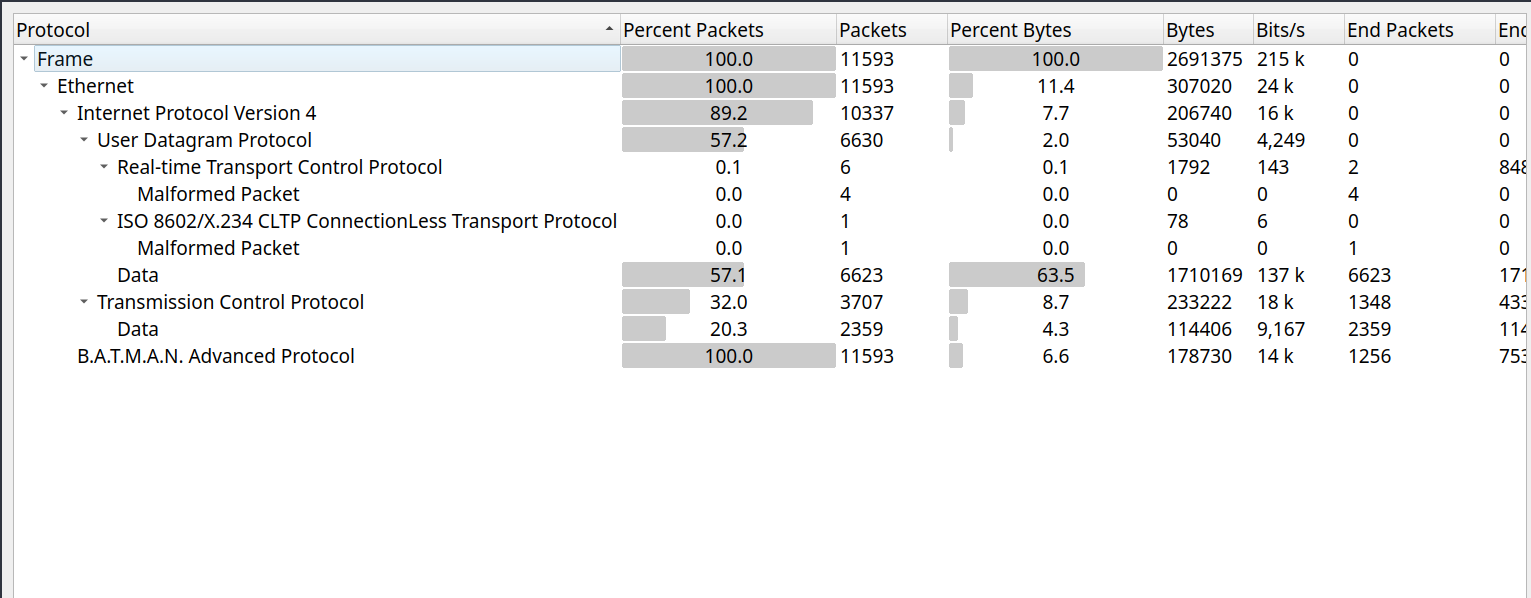 Protocol Percent Packets Packets Percent Bytes Bytes Bits/s End Packets End
Frame 100.0 11593 100.0 2691375 215 k 0 0
Ethernet 100.0 11593 11.4 307020 24 k 0 0
Internet Protocol Version 4 89.2 10337 7.7 206740 16 k 0 0
User Datagram Protocol 57.2 6630 2.0 53040 4,249 0 0
Real-time Transport Control Protocol 0.1 6 0.1 1792 143 2 848
Malformed Packet 0.0 4 0.0 0 0 4 0
ISO 8602/X.234 CLTP ConnectionLess Transport Protocol 0.0 1 0.0 78 6 0 0
Malformed Packet 0.0 1 0.0 0 0 1 0
Data 57.1 6623 63.5 1710169 137 k 6623 171
Transmission Control Protocol 32.0 3707 8.7 233222 18 k 1348 433
Data 20.3 2359 4.3 114406 9,167 2359 114
B.A.T.M.A.N. Advanced Protocol 100.0 11593 6.6 178730 14 k 1256 753